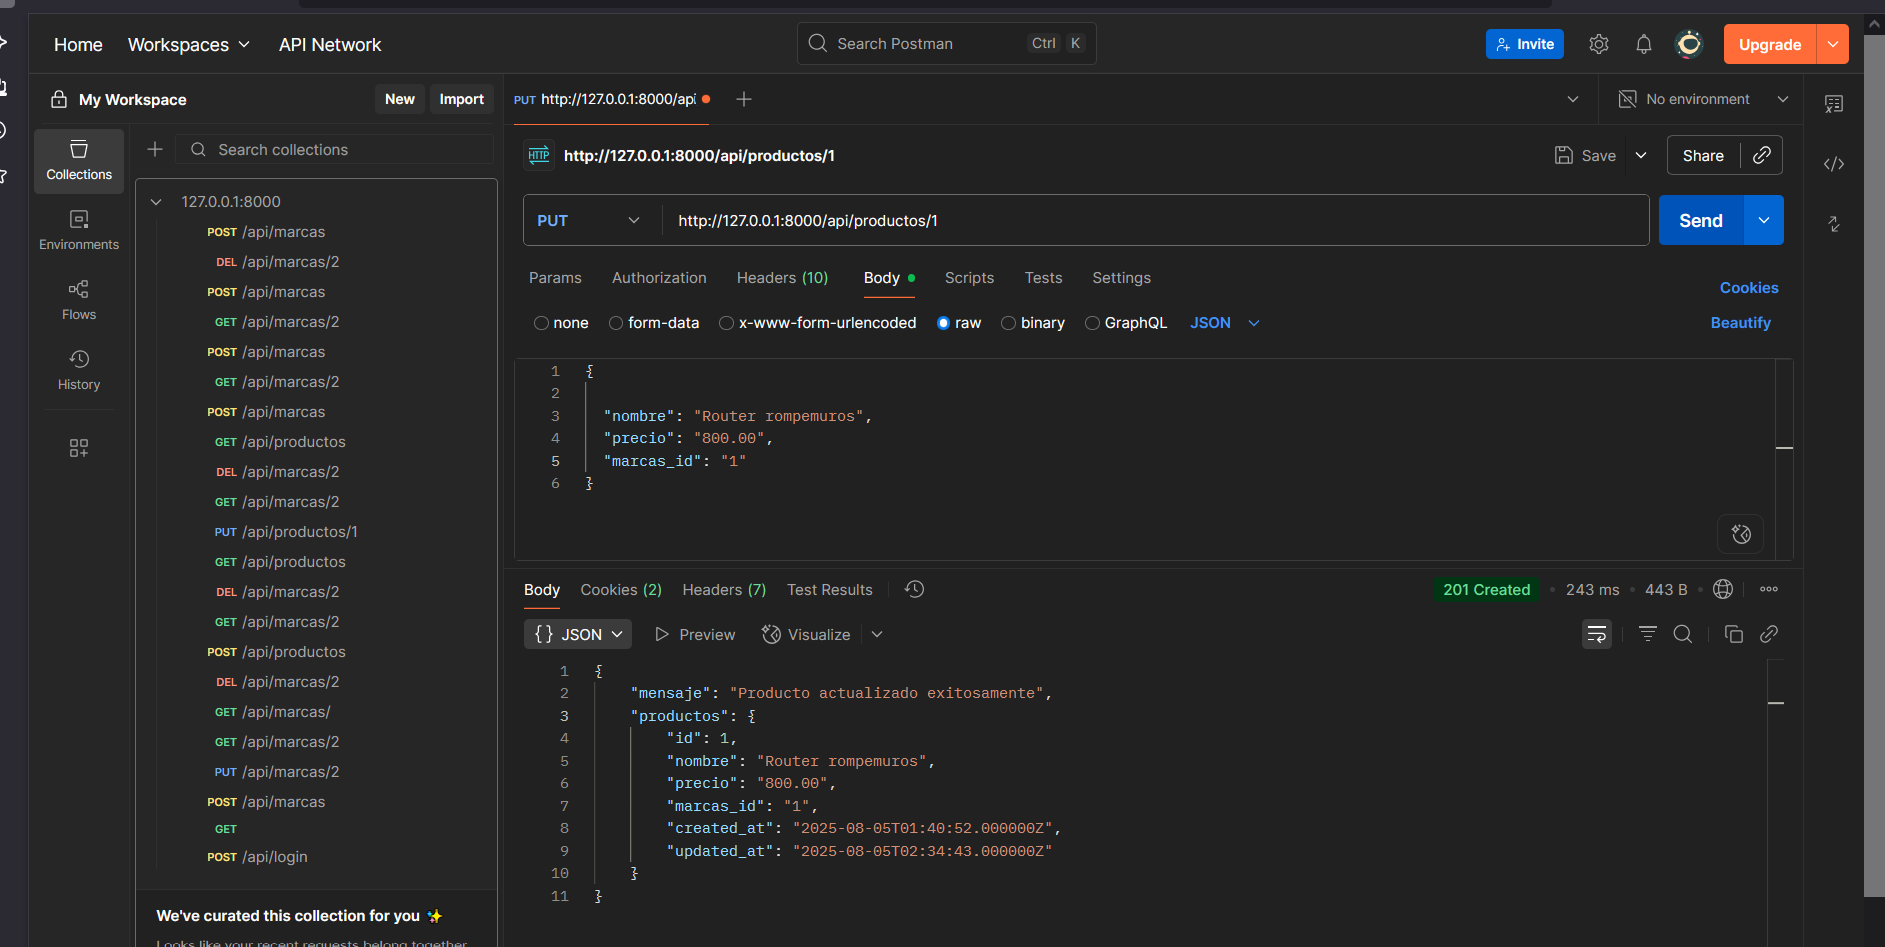 Home Workspaces API Network Search Postman Ctrl K Invite Upgrade
My Workspace New Import PUT http://127.0.0.1:8000/api No environment
Search collections
Collections
Environments
Flows
History
127.0.0.1:8000
POST /api/marcas
DEL /api/marcas/2
POST /api/marcas
GET /api/marcas/2
POST /api/marcas
GET /api/marcas/2
POST /api/marcas
GET /api/productos
DEL /api/marcas/2
GET /api/marcas/2
PUT /api/productos/1
GET /api/productos
DEL /api/marcas/2
GET /api/marcas/2
POST /api/productos
DEL /api/marcas/2
GET /api/marcas/
GET /api/marcas/2
PUT /api/marcas/2
POST /api/marcas
GET
POST /api/login
We've curated this collection for you ✨
Looks like your recent requests belong together
HTTP http://127.0.0.1:8000/api/productos/1 Save Share
PUT http://127.0.0.1:8000/api/productos/1 Send
Params Authorization Headers (10) Body Scripts Tests Settings Cookies
none form-data x-www-form-urlencoded raw binary GraphQL JSON Beautify
1 {
2
3 "nombre": "Router rompemuros",
4 "precio": "800.00",
5 "marcas_id": "1"
6 }
Body Cookies (2) Headers (7) Test Results 201 Created • 243 ms • 443 B
{} JSON Preview Visualize
1 {
2 "mensaje": "Producto actualizado exitosamente",
3 "productos": {
4 "id": 1,
5 "nombre": "Router rompemuros",
6 "precio": "800.00",
7 "marcas_id": "1",
8 "created_at": "2025-08-05T01:40:52.000000Z",
9 "updated_at": "2025-08-05T02:34:43.000000Z"
10 }
11 }